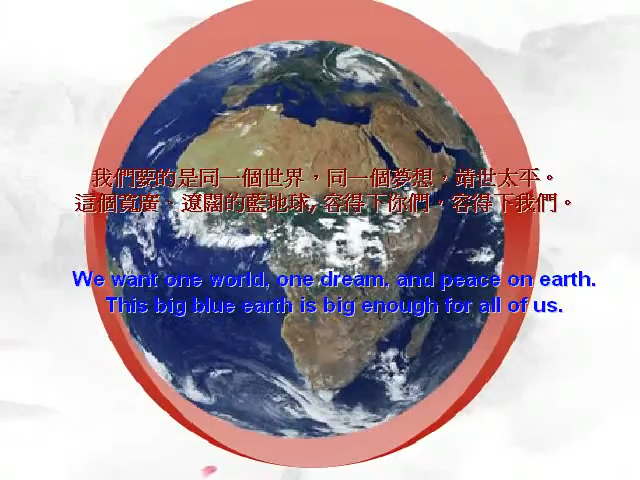 我們要的是同一個世界，同一個夢想，靖世太平。
這個寬廣、遼闊的藍地球, 容得下你們，容得下我們。
We want one world, one dream, and peace on earth.
This big blue earth is big enough for all of us.